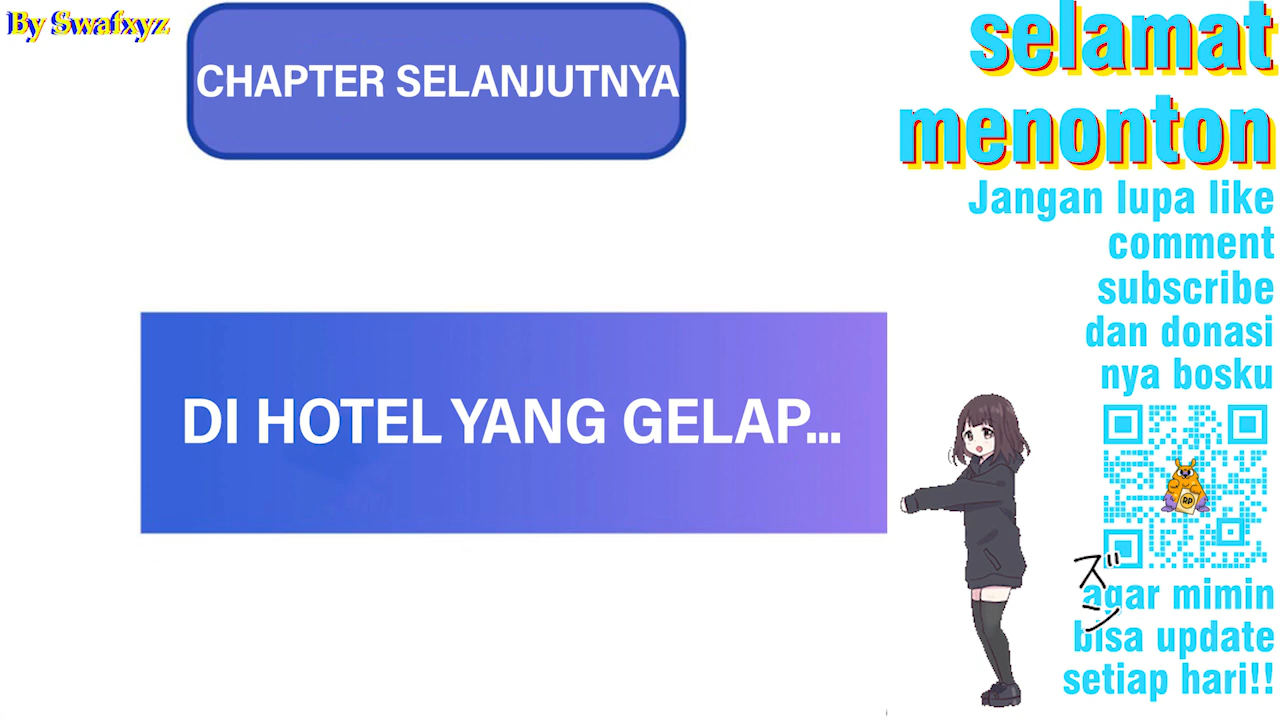 By Swafxyz
CHAPTER SELANJUTNYA
DI HOTEL YANG GELAP...
selamat
menonton
Jangan lupa like
comment
subscribe
dan donasi
nya bosku
RP
ズン
agar mimin
bisa update
setiap hari!!